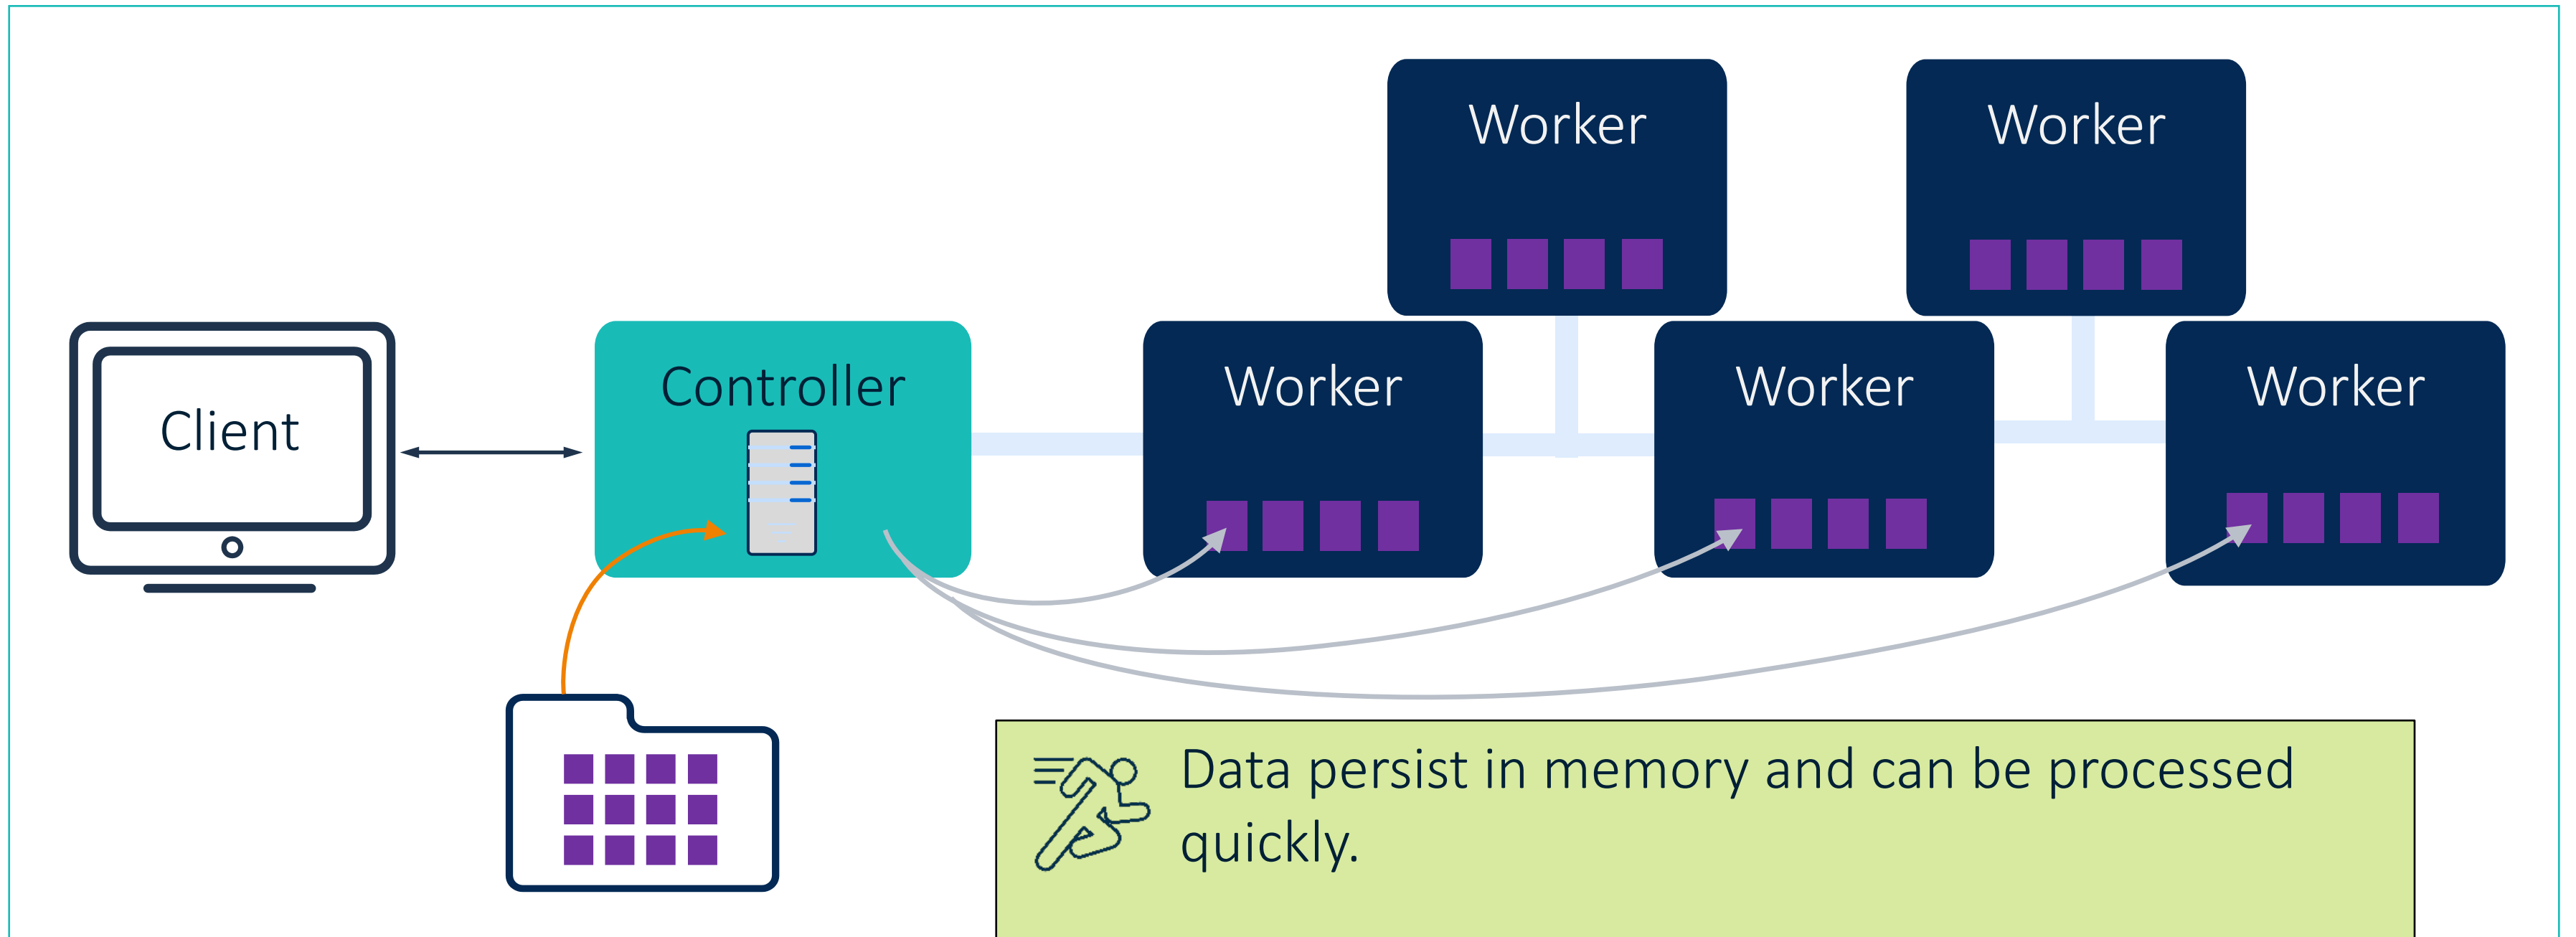 Worker
Worker
Client
Controller
Worker
Worker
Worker
Data persist in memory and can be processed
quickly.